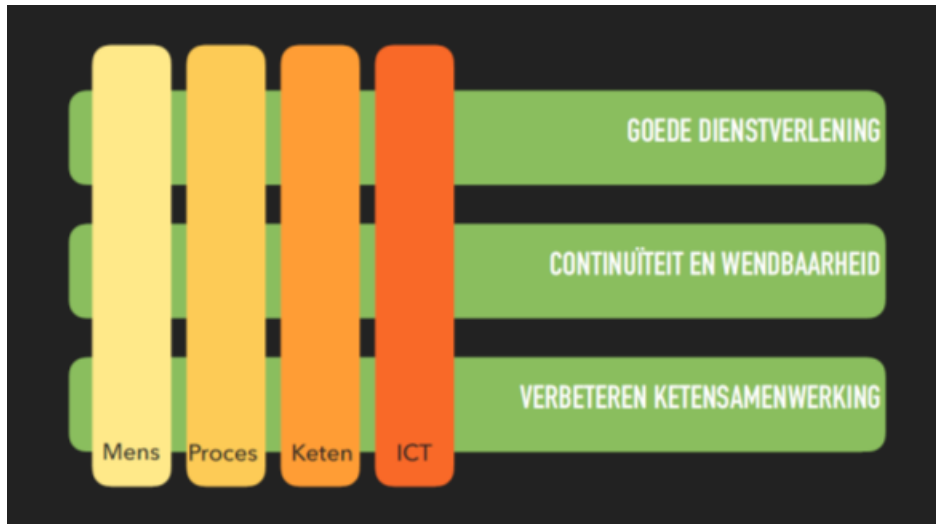 GOEDE DIENSTVERLENING
CONTINUÏTEIT EN WENDBAARHEID
VERBETEREN KETENSAMENWERKING
Mens Proces Keten ICT